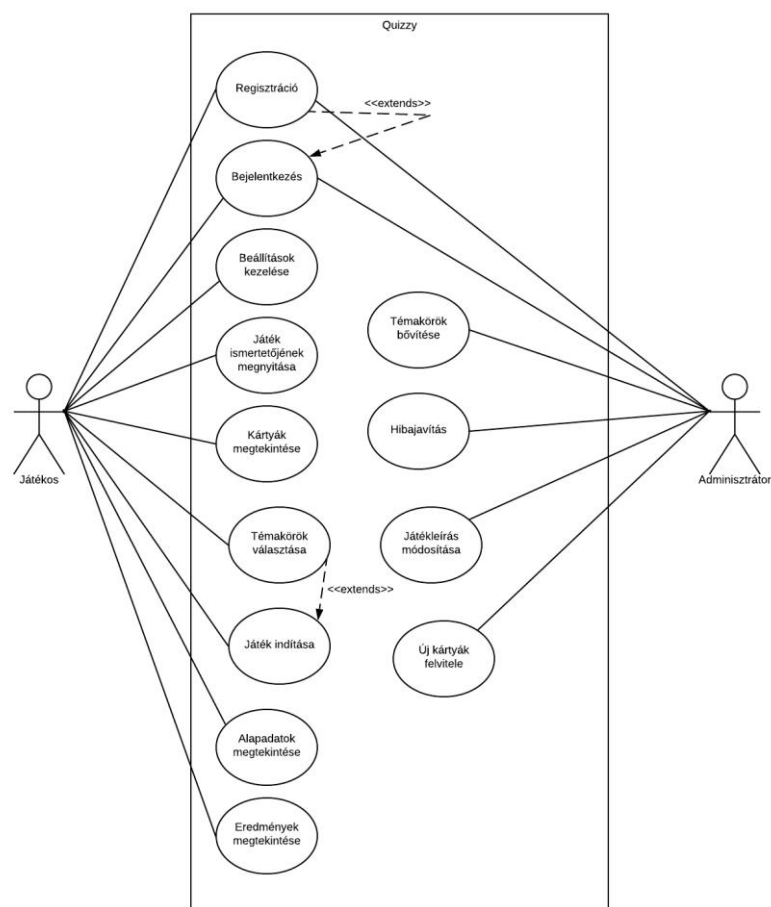 Quizzy
Regisztráció
<<extends>>
Bejelentkezés
Beállítások
kezelése
Témakörök
bővítése
Játék
ismertetőjének
megnyitása
Kártyák
megtekintése
Hibajavítás
Játékos
Adminisztrátor
Témakörök
választása
Játékleírás
módosítása
<<extends>>
Játék indítása
Új kártyák
felvitele
Alapadatok
megtekintése
Eredmények
megtekintése